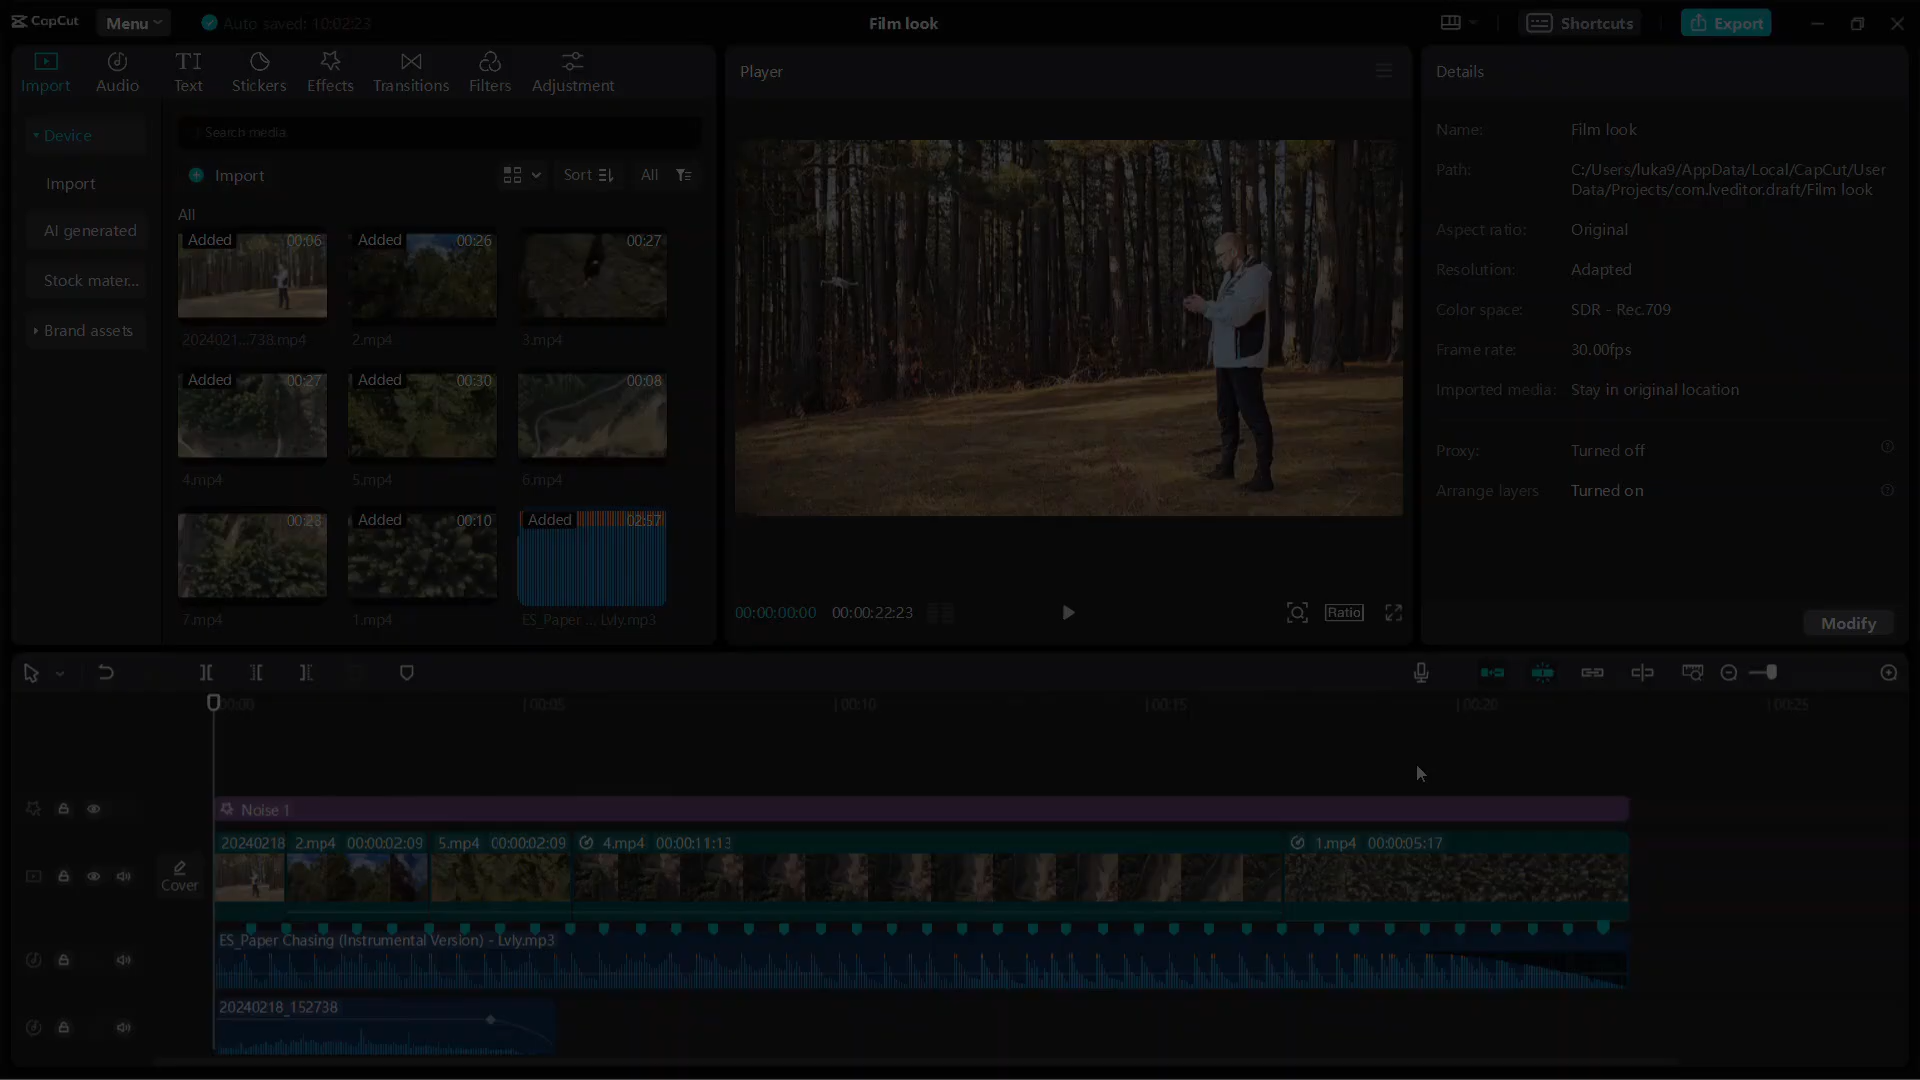 CapCut
Menu
Auto saved: 10:02:23
Film look
Shortcuts
Export
Import
Audio
Text
Stickers
Effects
Transitions
Filters
Adjustment
Device
Import
AI generated
Stock mater...
Brand assets
Search media
Import
Sort
All
All
Added 00:06
Added 00:26
00:27
2024021...738.mp4
2.mp4
3.mp4
Added 00:27
Added 00:30
00:08
4.mp4
5.mp4
6.mp4
00:23
Added 00:10
Added 02:57
7.mp4
1.mp4
ES_Paper ... Lvly.mp3
Player
00:00:00:00
00:00:22:23
Ratio
Details
Name: Film look
Path: C:/Users/luka9/AppData/Local/CapCut/User
Data/Projects/com.lveditor.draft/Film look
Aspect ratio: Original
Resolution: Adapted
Color space: SDR - Rec.709
Frame rate: 30.00fps
Imported media: Stay in original location
Proxy: Turned off
Arrange layers Turned on
Modify
00:00
00:05
00:10
00:15
00:20
00:25
Noise 1
Cover
20240218
2.mp4 00:00:02:09
5.mp4 00:00:02:09
4.mp4 00:00:11:13
1.mp4 00:00:05:17
ES_Paper Chasing (Instrumental Version) - Lvly.mp3
20240218_152738